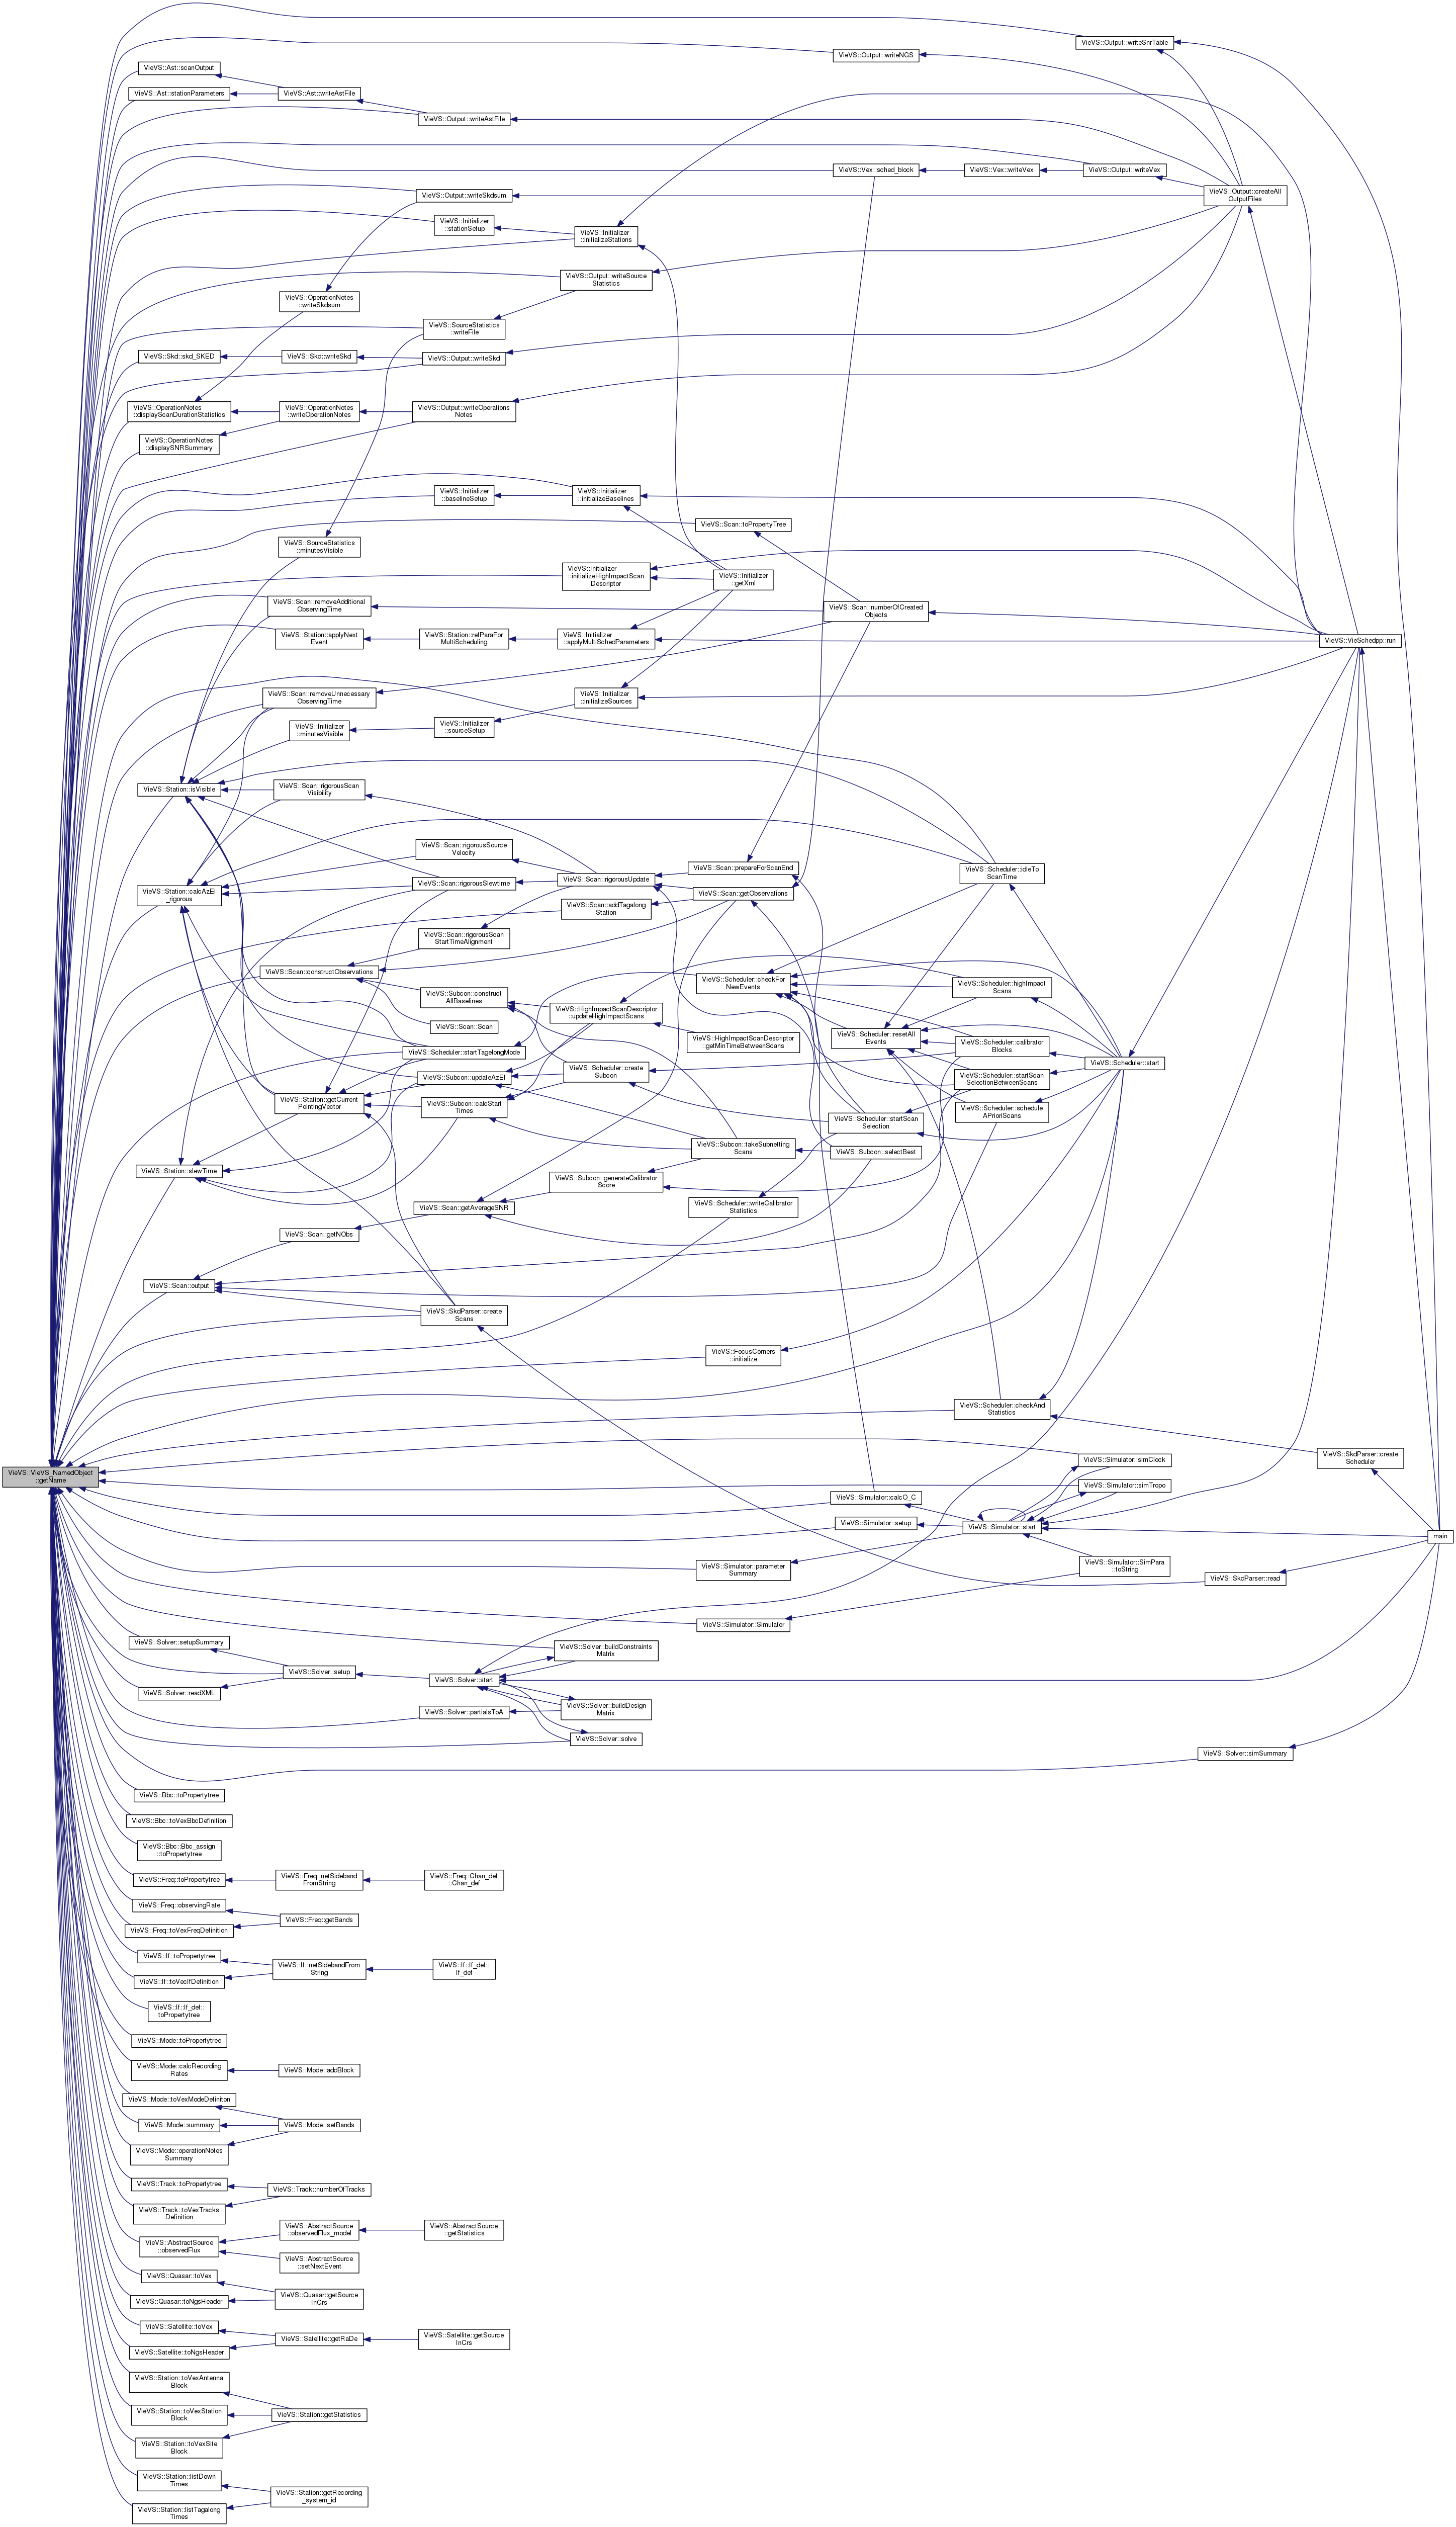 VieVS::Output::writeSnrTable
VieVS::Output::writeNGS
VieVS::Ast::scanOutput
VieVS::Ast::stationParameters
VieVS::Ast::writeAstFile
VieVS::Output::writeAstFile
VieVS::Vex::sched_block
VieVS::Vex::writeVex
VieVS::Output::writeVex
VieVS::Output::createAll
OutputFiles
VieVS::Output::writeSkdsum
VieVS::Initializer
::stationSetup
VieVS::Initializer
::initializeStations
VieVS::Output::writeSource
Statistics
VieVS::OperationNotes
::writeSkdsum
VieVS::SourceStatistics
::writeFile
VieVS::Skd::skd_SKED
VieVS::Skd::writeSkd
VieVS::Output::writeSkd
VieVS::OperationNotes
::displayScanDurationStatistics
VieVS::OperationNotes
::writeOperationNotes
VieVS::Output::writeOperations
Notes
VieVS::OperationNotes
::displaySNRSummary
VieVS::Initializer
::baselineSetup
VieVS::Initializer
::initializeBaselines
VieVS::Scan::toPropertyTree
VieVS::SourceStatistics
::minutesVisible
VieVS::Initializer
::initializeHighImpactScan
Descriptor
VieVS::Initializer
::getXml
VieVS::Scan::removeAdditional
ObservingTime
VieVS::Scan::numberOfCreated
Objects
VieVS::Station::applyNext
Event
VieVS::Station::refParaFor
MultiScheduling
VieVS::Initializer
::applyMultiSchedParameters
VieVS::VieSchedpp::run
VieVS::Scan::removeUnnecessary
ObservingTime
VieVS::Initializer
::initializeSources
VieVS::Initializer
::minutesVisible
VieVS::Initializer
::sourceSetup
VieVS::Station::isVisible
VieVS::Scan::rigorousScan
Visibility
VieVS::Scan::rigorousSource
Velocity
VieVS::Scan::prepareForScanEnd
VieVS::Scheduler::idleTo
ScanTime
VieVS::Station::calcAzEl
_rigorous
VieVS::Scan::rigorousSlewtime
VieVS::Scan::rigorousUpdate
VieVS::Scan::getObservations
VieVS::Scan::addTagalong
Station
VieVS::Scan::rigorousScan
StartTimeAlignment
VieVS::Scan::constructObservations
VieVS::Scheduler::checkFor
NewEvents
VieVS::Scheduler::highImpact
Scans
VieVS::Subcon::construct
AllBaselines
VieVS::HighImpactScanDescriptor
::updateHighImpactScans
VieVS::Scan::Scan
VieVS::HighImpactScanDescriptor
::getMinTimeBetweenScans
VieVS::Scheduler::resetAll
Events
VieVS::Scheduler::calibrator
Blocks
VieVS::Scheduler::startTagelongMode
VieVS::Scheduler::start
VieVS::Subcon::updateAzEl
VieVS::Scheduler::create
Subcon
VieVS::Scheduler::startScan
SelectionBetweenScans
VieVS::Station::getCurrent
PointingVector
VieVS::Subcon::calcStart
Times
VieVS::Scheduler::startScan
Selection
VieVS::Scheduler::schedule
APrioriScans
VieVS::Subcon::takeSubnetting
Scans
VieVS::Subcon::selectBest
VieVS::Station::slewTime
VieVS::Subcon::generateCalibrator
Score
VieVS::Scan::getAverageSNR
VieVS::Scheduler::writeCalibrator
Statistics
VieVS::Scan::getNObs
VieVS::Scan::output
VieVS::SkdParser::create
Scans
VieVS::FocusCorners
::initialize
VieVS::Scheduler::checkAnd
Statistics
VieVS::SkdParser::create
Scheduler
VieVS::VieVS_NamedObject
::getName
VieVS::Simulator::simClock
VieVS::Simulator::simTropo
VieVS::Simulator::calcO_C
VieVS::Simulator::setup
VieVS::Simulator::start
main
VieVS::Simulator::parameter
Summary
VieVS::Simulator::SimPara
::toString
VieVS::SkdParser::read
VieVS::Simulator::Simulator
VieVS::Solver::setupSummary
VieVS::Solver::buildConstraints
Matrix
VieVS::Solver::setup
VieVS::Solver::start
VieVS::Solver::readXML
VieVS::Solver::partialsToA
VieVS::Solver::buildDesign
Matrix
VieVS::Solver::solve
VieVS::Solver::simSummary
VieVS::Bbc::toPropertytree
VieVS::Bbc::toVexBbcDefinition
VieVS::Bbc::Bbc_assign
::toPropertytree
VieVS::Freq::toPropertytree
VieVS::Freq::netSideband
FromString
VieVS::Freq::Chan_def
::Chan_def
VieVS::Freq::observingRate
VieVS::Freq::getBands
VieVS::Freq::toVexFreqDefinition
VieVS::If::toPropertytree
VieVS::If::netSidebandFrom
String
VieVS::If::If_def::
If_def
VieVS::If::toVecIfDefinition
VieVS::If::If_def::
toPropertytree
VieVS::Mode::toPropertytree
VieVS::Mode::calcRecording
Rates
VieVS::Mode::addBlock
VieVS::Mode::toVexModeDefiniton
VieVS::Mode::summary
VieVS::Mode::setBands
VieVS::Mode::operationNotes
Summary
VieVS::Track::toPropertytree
VieVS::Track::numberOfTracks
VieVS::Track::toVexTracks
Definition
VieVS::AbstractSource
::observedFlux
VieVS::AbstractSource
::observedFlux_model
VieVS::AbstractSource
::getStatistics
VieVS::AbstractSource
::setNextEvent
VieVS::Quasar::toVex
VieVS::Quasar::toNgsHeader
VieVS::Quasar::getSource
InCrs
VieVS::Satellite::toVex
VieVS::Satellite::getRaDe
VieVS::Satellite::getSource
InCrs
VieVS::Satellite::toNgsHeader
VieVS::Station::toVexAntenna
Block
VieVS::Station::toVexStation
Block
VieVS::Station::getStatistics
VieVS::Station::toVexSite
Block
VieVS::Station::listDown
Times
VieVS::Station::getRecording
_system_id
VieVS::Station::listTagalong
Times